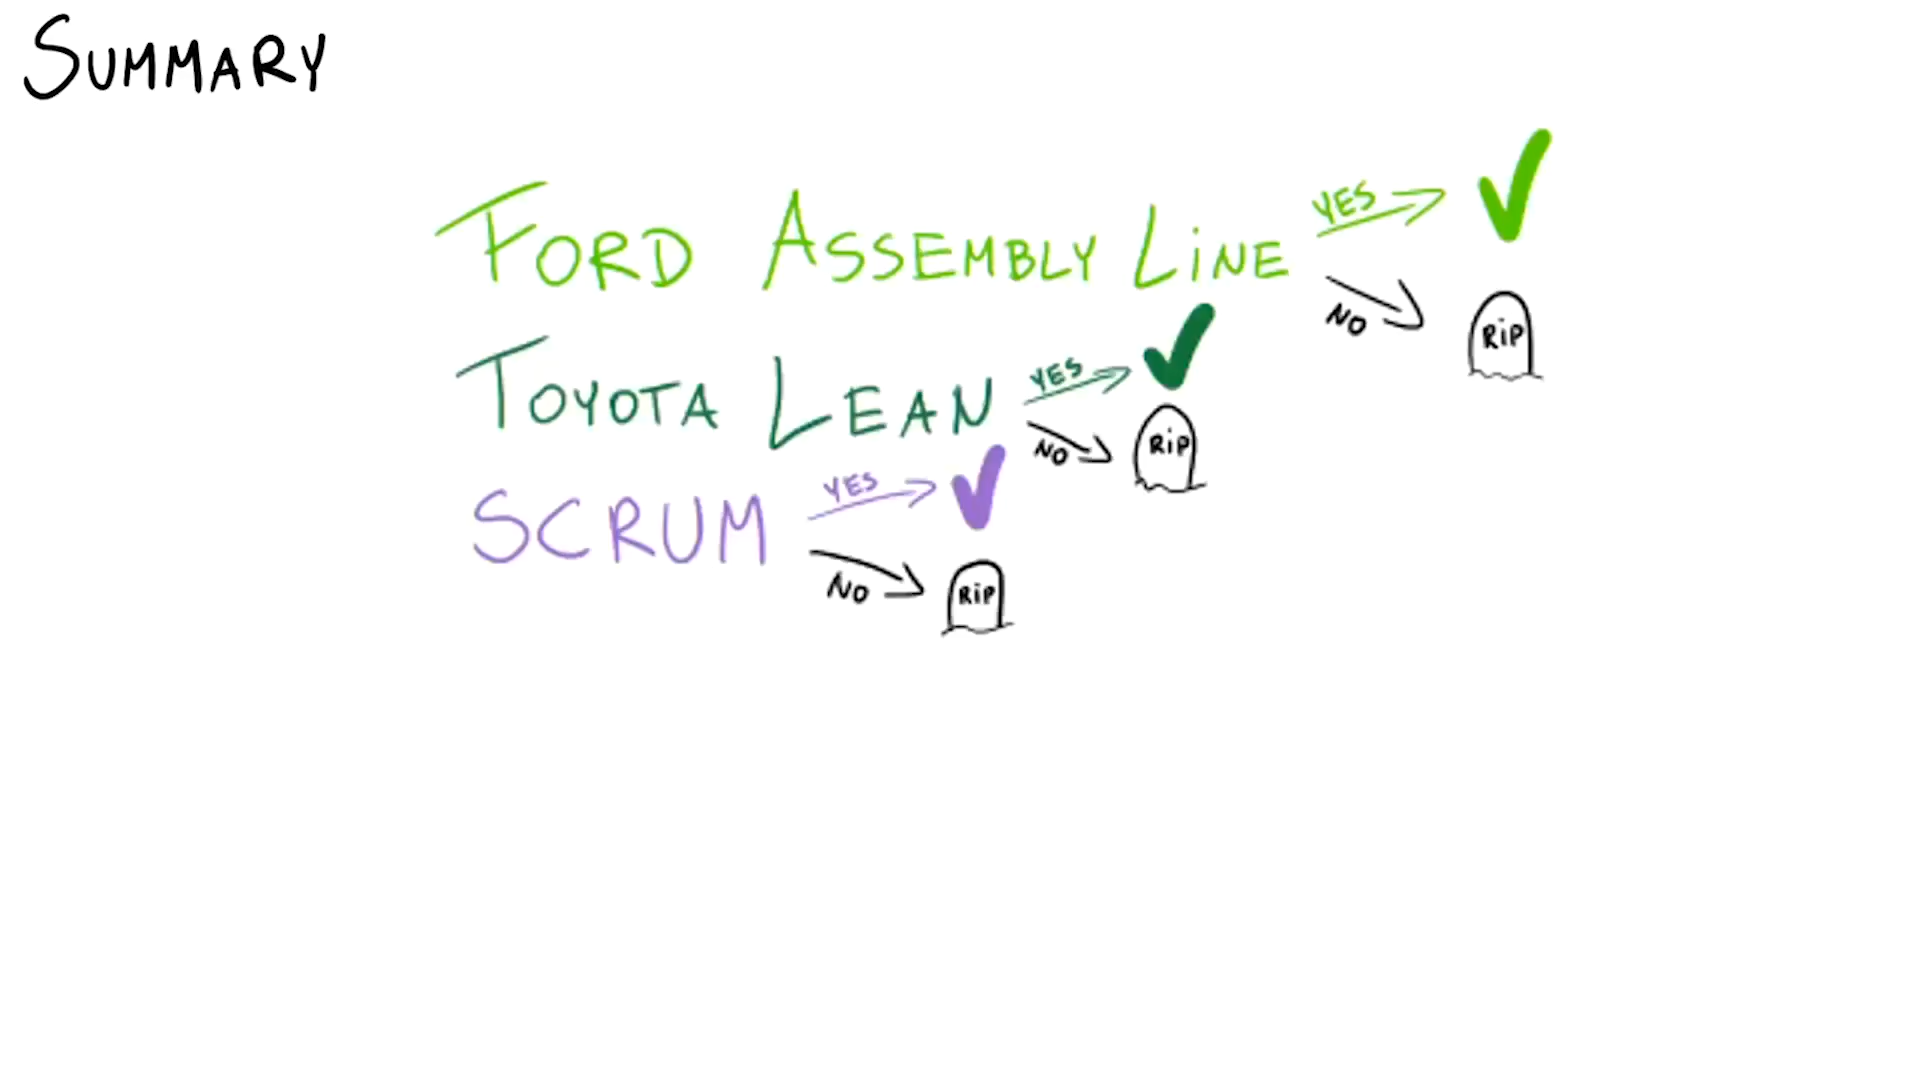 SUMMARY
FORD ASSEMBLY LiNE
YES
NO
RiP
TOYOTA LEAN
YES
NO
RiP
SCRUM
YES
NO
RiP